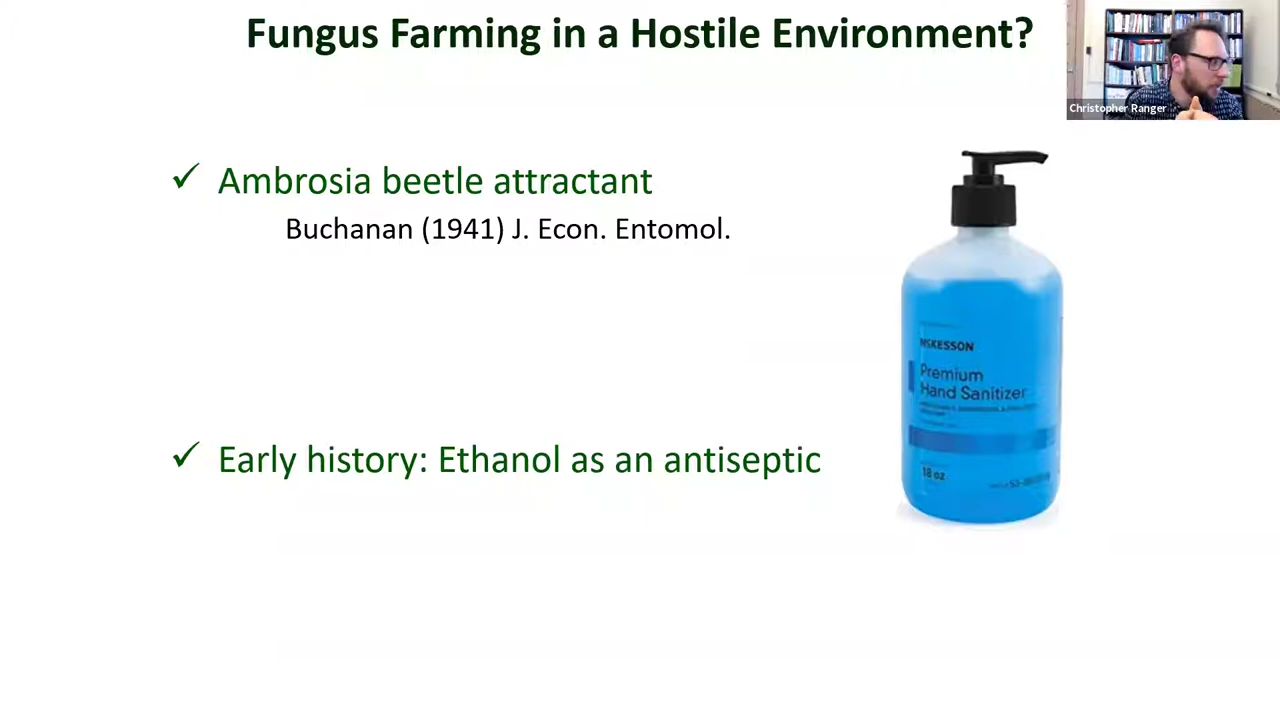 Fungus Farming in a Hostile Environment?
Christopher Ranger
✓ Ambrosia beetle attractant
Buchanan (1941) J. Econ. Entomol.
MCKESSON
Premium
Hand Sanitizer
18 oz
✓ Early history: Ethanol as an antiseptic